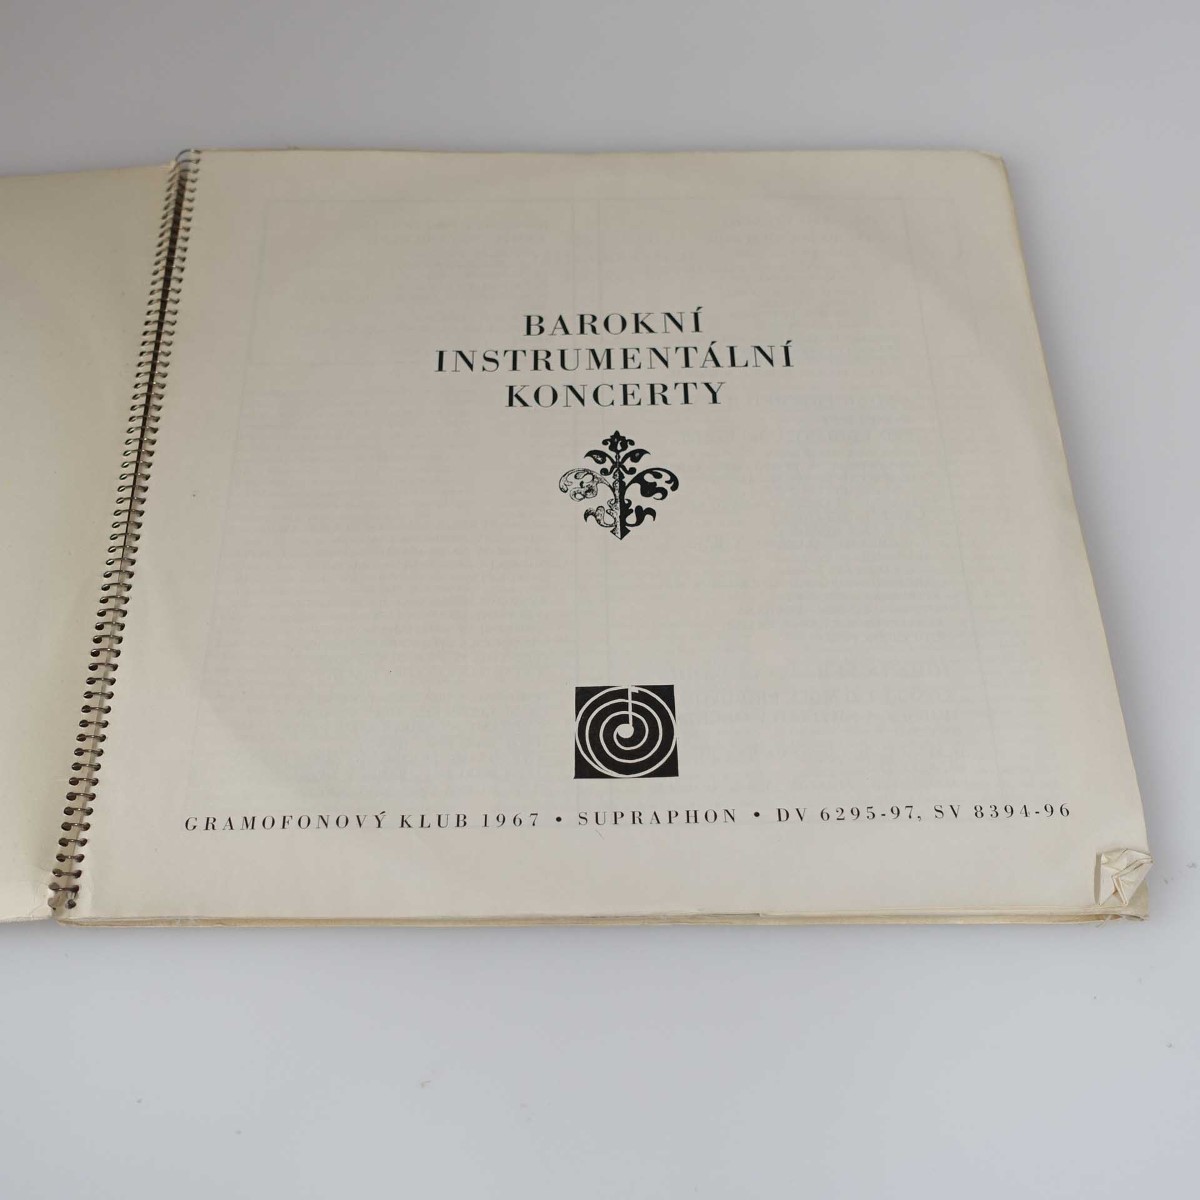 BAROKNÍ
INSTRUMENTÁLNÍ
KONCERTY
GRAMOFONOVÝ KLUB 1967 • SUPRAPHON • DV 6295-97, SV 8394-96